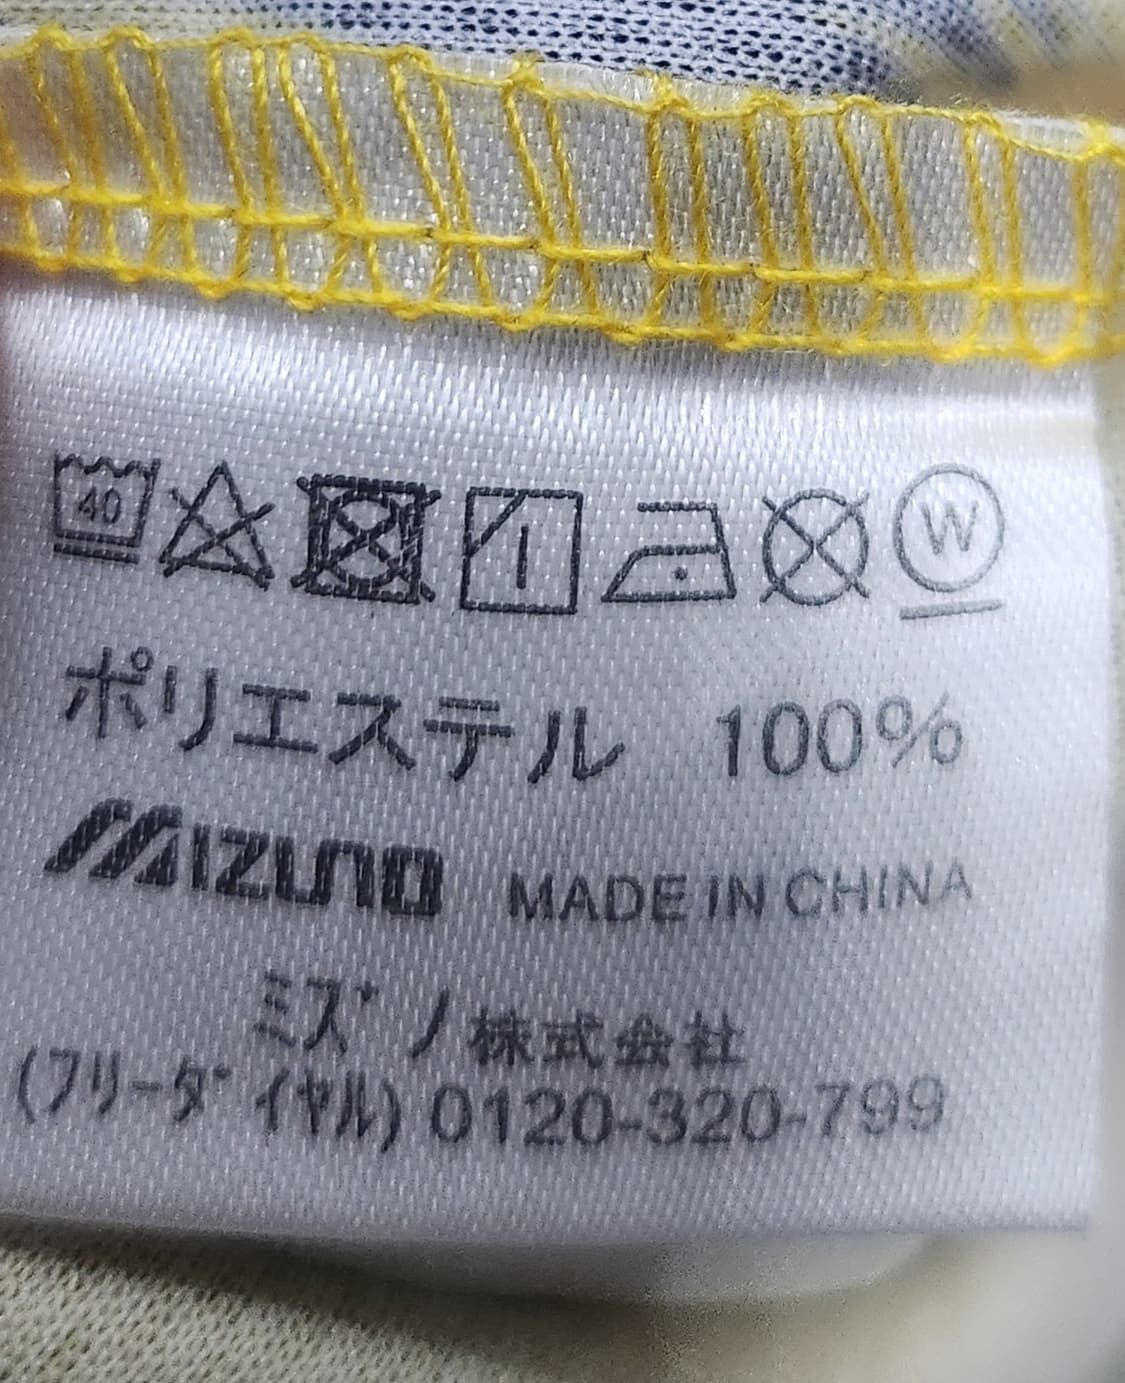 40 W
ポリエステル 100%
MIZUNO MADE IN CHINA
ﾐｽﾞﾉ株式会社
(ﾌﾘｰﾀﾞｲﾔﾙ) 0120-320-799